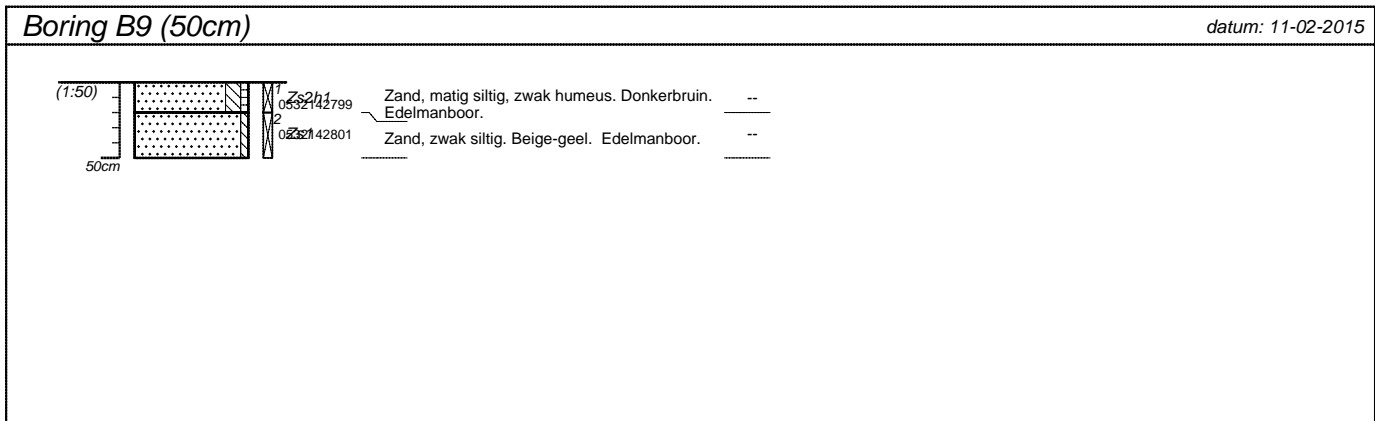 Boring B9 (50cm)
datum: 11-02-2015
(1:50)
1
Zs2h1
0532142799
Zand, matig siltig, zwak humeus. Donkerbruin.
Edelmanboor.
--
2
Zs1
0532142801
Zand, zwak siltig. Beige-geel. Edelmanboor.
--
50cm